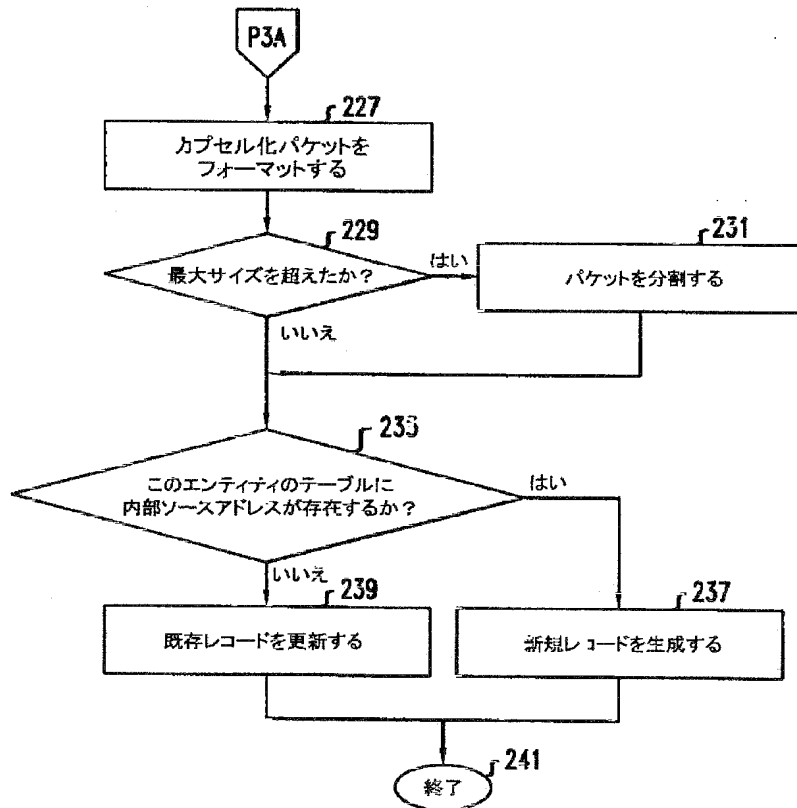 P3A
227
カプセル化パケットを
フォーマットする
229
最大サイズを超えたか?
はい
231
パケットを分割する
いいえ
235
このエンティティのテーブルに
内部ソースアドレスが存在するか?
はい
いいえ
239
既存レコードを更新する
237
新規レコードを生成する
終了
241